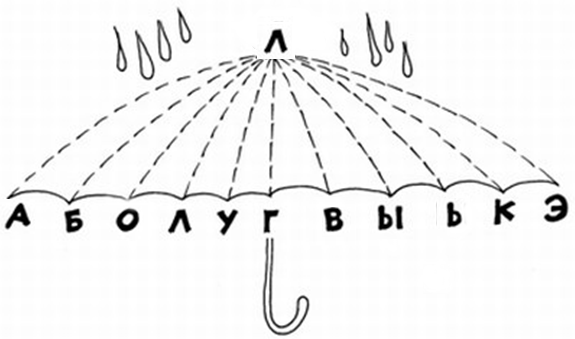 Л
А Б О Л У Г В Ы Ь К Э